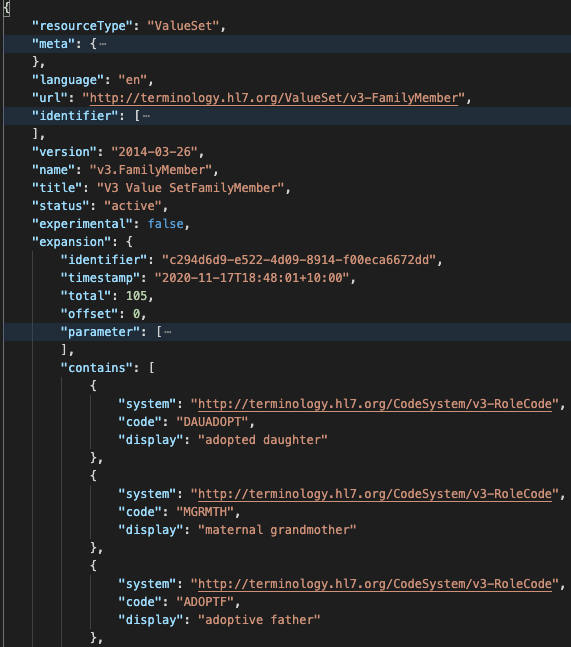 {
"resourceType": "ValueSet",
"meta": {⋯
},
"language": "en",
"url": "http://terminology.hl7.org/ValueSet/v3-FamilyMember",
"identifier": [⋯
],
"version": "2014-03-26",
"name": "v3.FamilyMember",
"title": "V3 Value SetFamilyMember",
"status": "active",
"experimental": false,
"expansion": {
"identifier": "c294d6d9-e522-4d09-8914-f00eca6672dd",
"timestamp": "2020-11-17T18:48:01+10:00",
"total": 105,
"offset": 0,
"parameter": [⋯
],
"contains": [
{
"system": "http://terminology.hl7.org/CodeSystem/v3-RoleCode",
"code": "DAUADOPT",
"display": "adopted daughter"
},
{
"system": "http://terminology.hl7.org/CodeSystem/v3-RoleCode",
"code": "MGRMTH",
"display": "maternal grandmother"
},
{
"system": "http://terminology.hl7.org/CodeSystem/v3-RoleCode",
"code": "ADOPTF",
"display": "adoptive father"
},